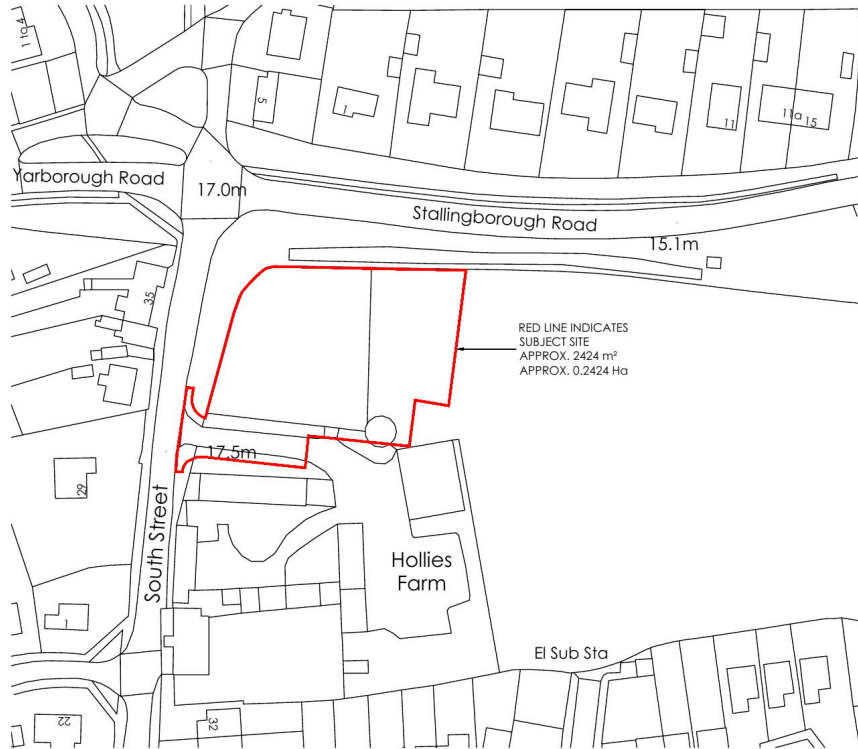 1 to 4
5
1
11
11a
15
Yarborough Road
17.0m
Stallingborough Road
15.1m
35
RED LINE INDICATES
SUBJECT SITE
APPROX. 2424 m²
APPROX. 0.2424 Ha
17.5m
29
South Street
Hollies
Farm
1
El Sub Sta
22
32